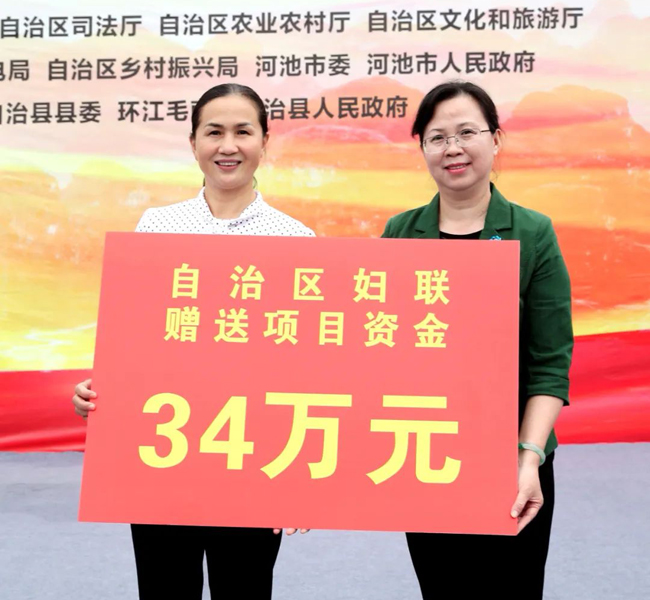 自治区司法厅 自治区农业农村厅 自治区文化和旅游厅
电局 自治区乡村振兴局 河池市委 河池市人民政府
自治县县委 环江毛 治县人民政府
自治区妇联
赠送项目资金
34万元